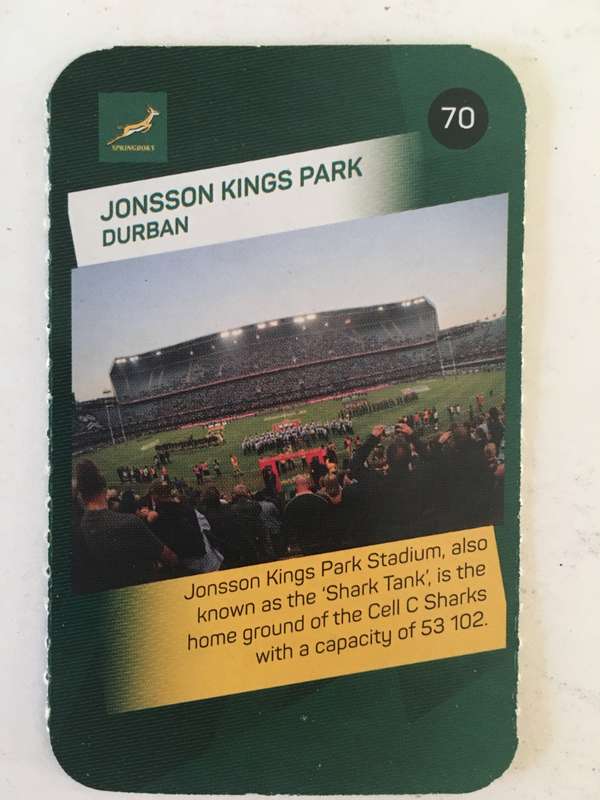 SPRINGBOKS
70
JONSSON KINGS PARK
DURBAN
Jonsson Kings Park Stadium, also
known as the ‘Shark Tank’, is the
home ground of the Cell C Sharks
with a capacity of 53 102.